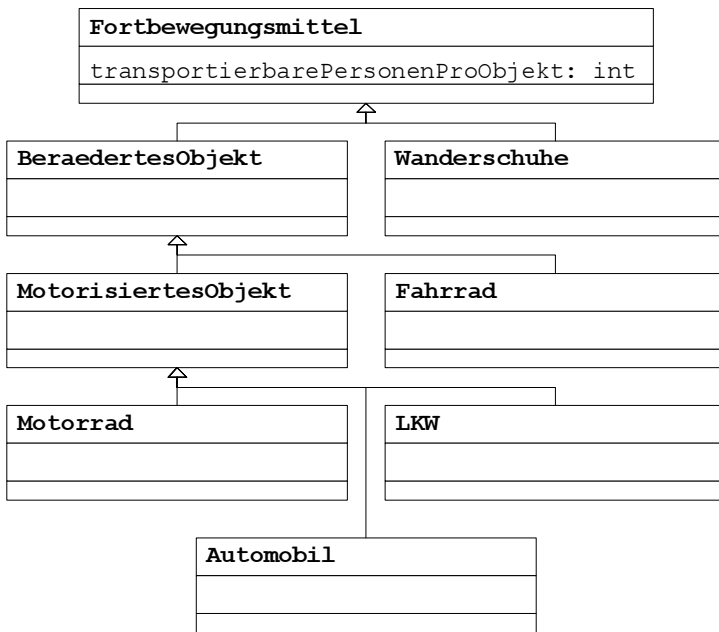 Fortbewegungsmittel
transportierbarePersonenProObjekt: int
BeraedertesObjekt
Wanderschuhe
MotorisiertesObjekt
Fahrrad
Motorrad
LKW
Automobil